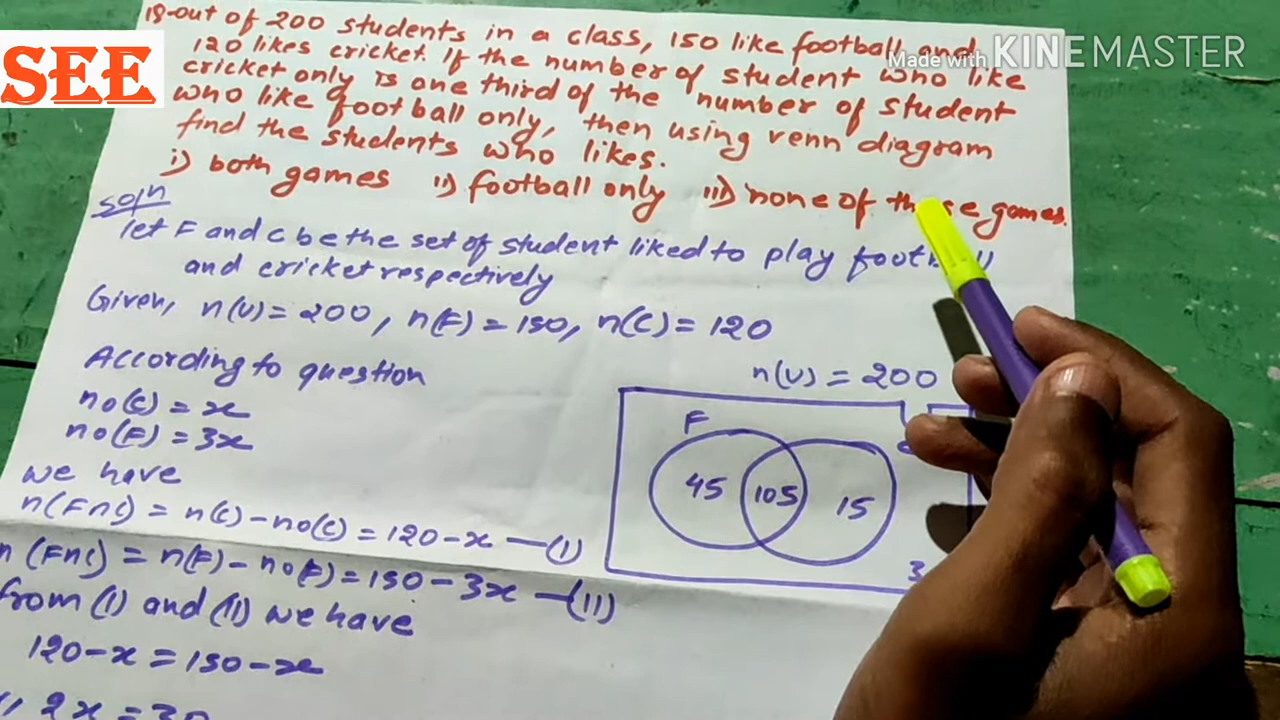 SEE
Made with KINEMASTER
18. out of 200 students in a class, 150 like football and
120 likes cricket. If the number of student who like
cricket only is one third of the number of student
who like football only, then using venn diagram
find the students who likes.
i) both games ii) football only iii) none of these games.
soln
let F and C be the set of student liked to play
and cricket respectively
Given, n(U) = 200, n(F) = 150, n(C) = 120
According to question
no(C) = x
no(F) = 3x
we have
n(FnC) = n(C) - no(C) = 120 - x — (I)
n(FnC) = n(F) - no(F) = 150 - 3x — (II)
from (I) and (II) we have
120 - x = 150 - x
2x = 30
n(U) = 200
F
45 105 15
3